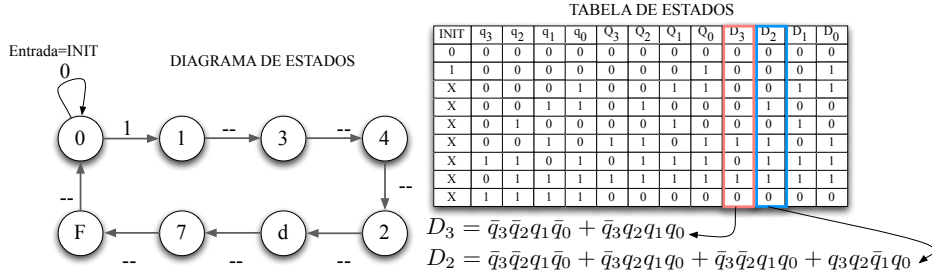 TABELA DE ESTADOS
Entrada=INIT
DIAGRAMA DE ESTADOS
0
0 1 1 -- 3 -- 4
--
--
F 7 d 2
-- -- --
INIT q3 q2 q1 q0 Q3 Q2 Q1 Q0 D3 D2 D1 D0
0 0 0 0 0 0 0 0 0 0 0 0 0
1 0 0 0 0 0 0 0 1 0 0 0 1
X 0 0 0 1 0 0 1 1 0 0 1 1
X 0 0 1 1 0 1 0 0 0 1 0 0
X 0 1 0 0 0 0 1 0 0 0 1 0
X 0 0 1 0 1 1 0 1 1 1 0 1
X 1 1 0 1 0 1 1 1 0 1 1 1
X 0 1 1 1 1 1 1 1 1 1 1 1
X 1 1 1 1 0 0 0 0 0 0 0 0
D₃ = q̄₃q̄₂q₁q̄₀ + q̄₃q₂q₁q₀
D₂ = q̄₃q̄₂q₁q̄₀ + q̄₃q₂q₁q₀ + q̄₃q̄₂q₁q₀ + q₃q₂q̄₁q₀